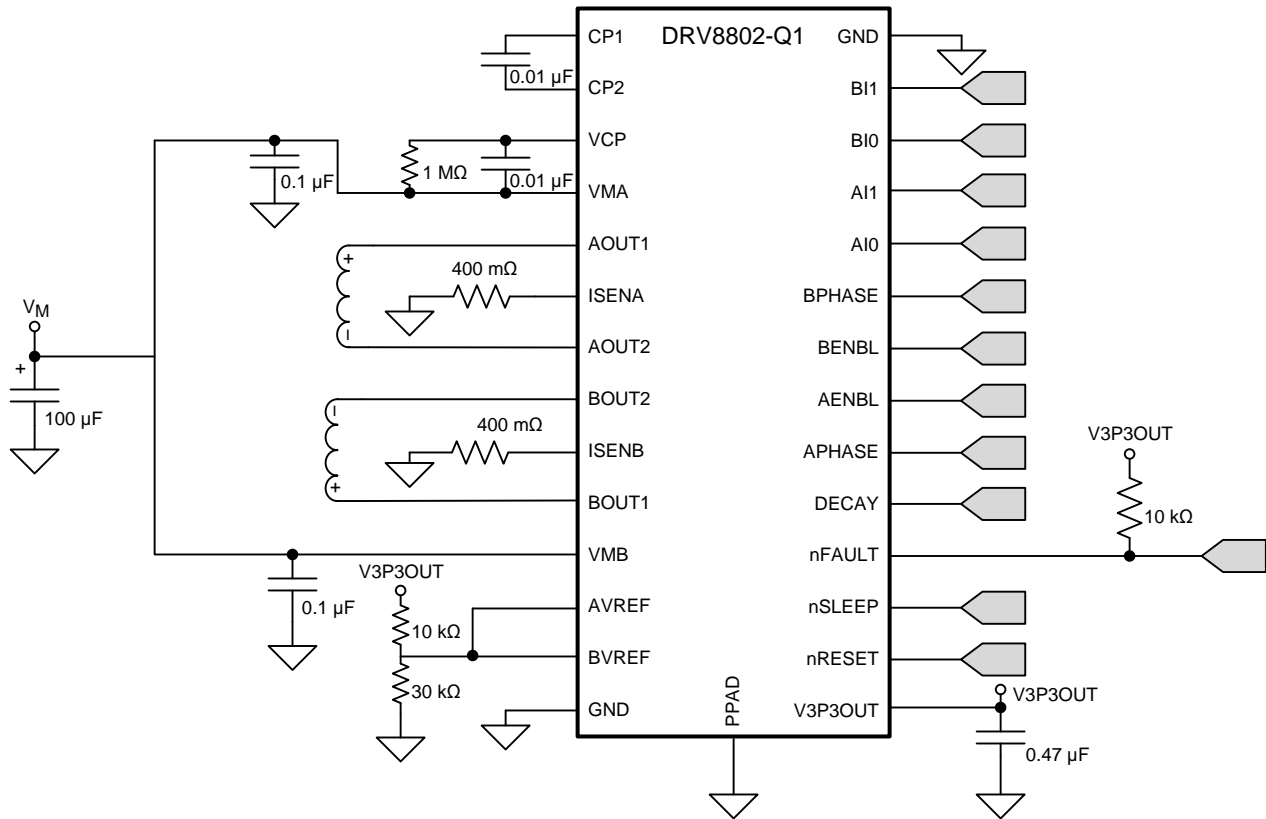 DRV8802-Q1
CP1
0.01 µF
CP2
VCP
1 MΩ
0.01 µF
0.1 µF
VMA
AOUT1
+
400 mΩ
ISENA
–
AOUT2
VM
+
100 µF
BOUT2
–
400 mΩ
ISENB
+
BOUT1
VMB
0.1 µF
V3P3OUT
AVREF
10 kΩ
BVREF
30 kΩ
GND
PPAD
GND
BI1
BI0
AI1
AI0
BPHASE
BENBL
AENBL
APHASE
V3P3OUT
DECAY
10 kΩ
nFAULT
nSLEEP
nRESET
V3P3OUT
V3P3OUT
0.47 µF